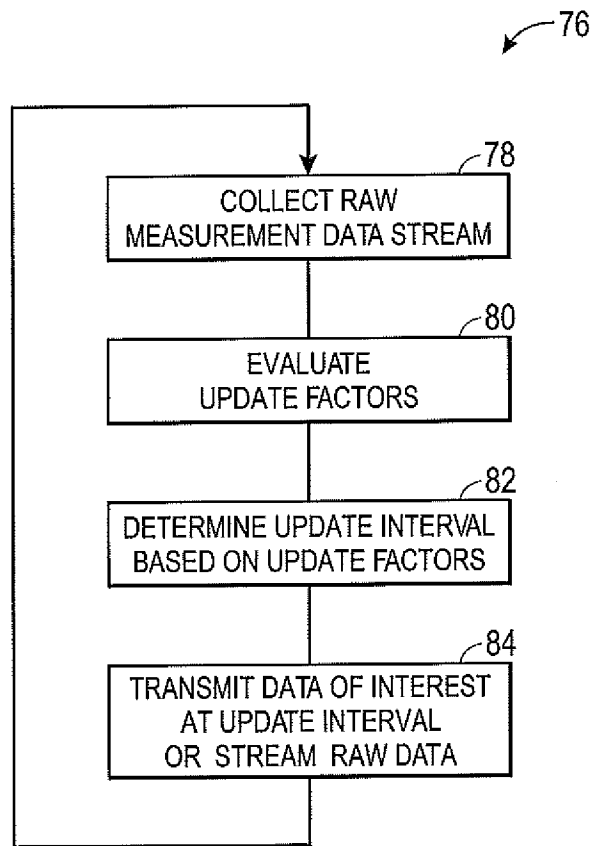 76
78
COLLECT RAW
MEASUREMENT DATA STREAM
80
EVALUATE
UPDATE FACTORS
82
DETERMINE UPDATE INTERVAL
BASED ON UPDATE FACTORS
84
TRANSMIT DATA OF INTEREST
AT UPDATE INTERVAL
OR STREAM RAW DATA